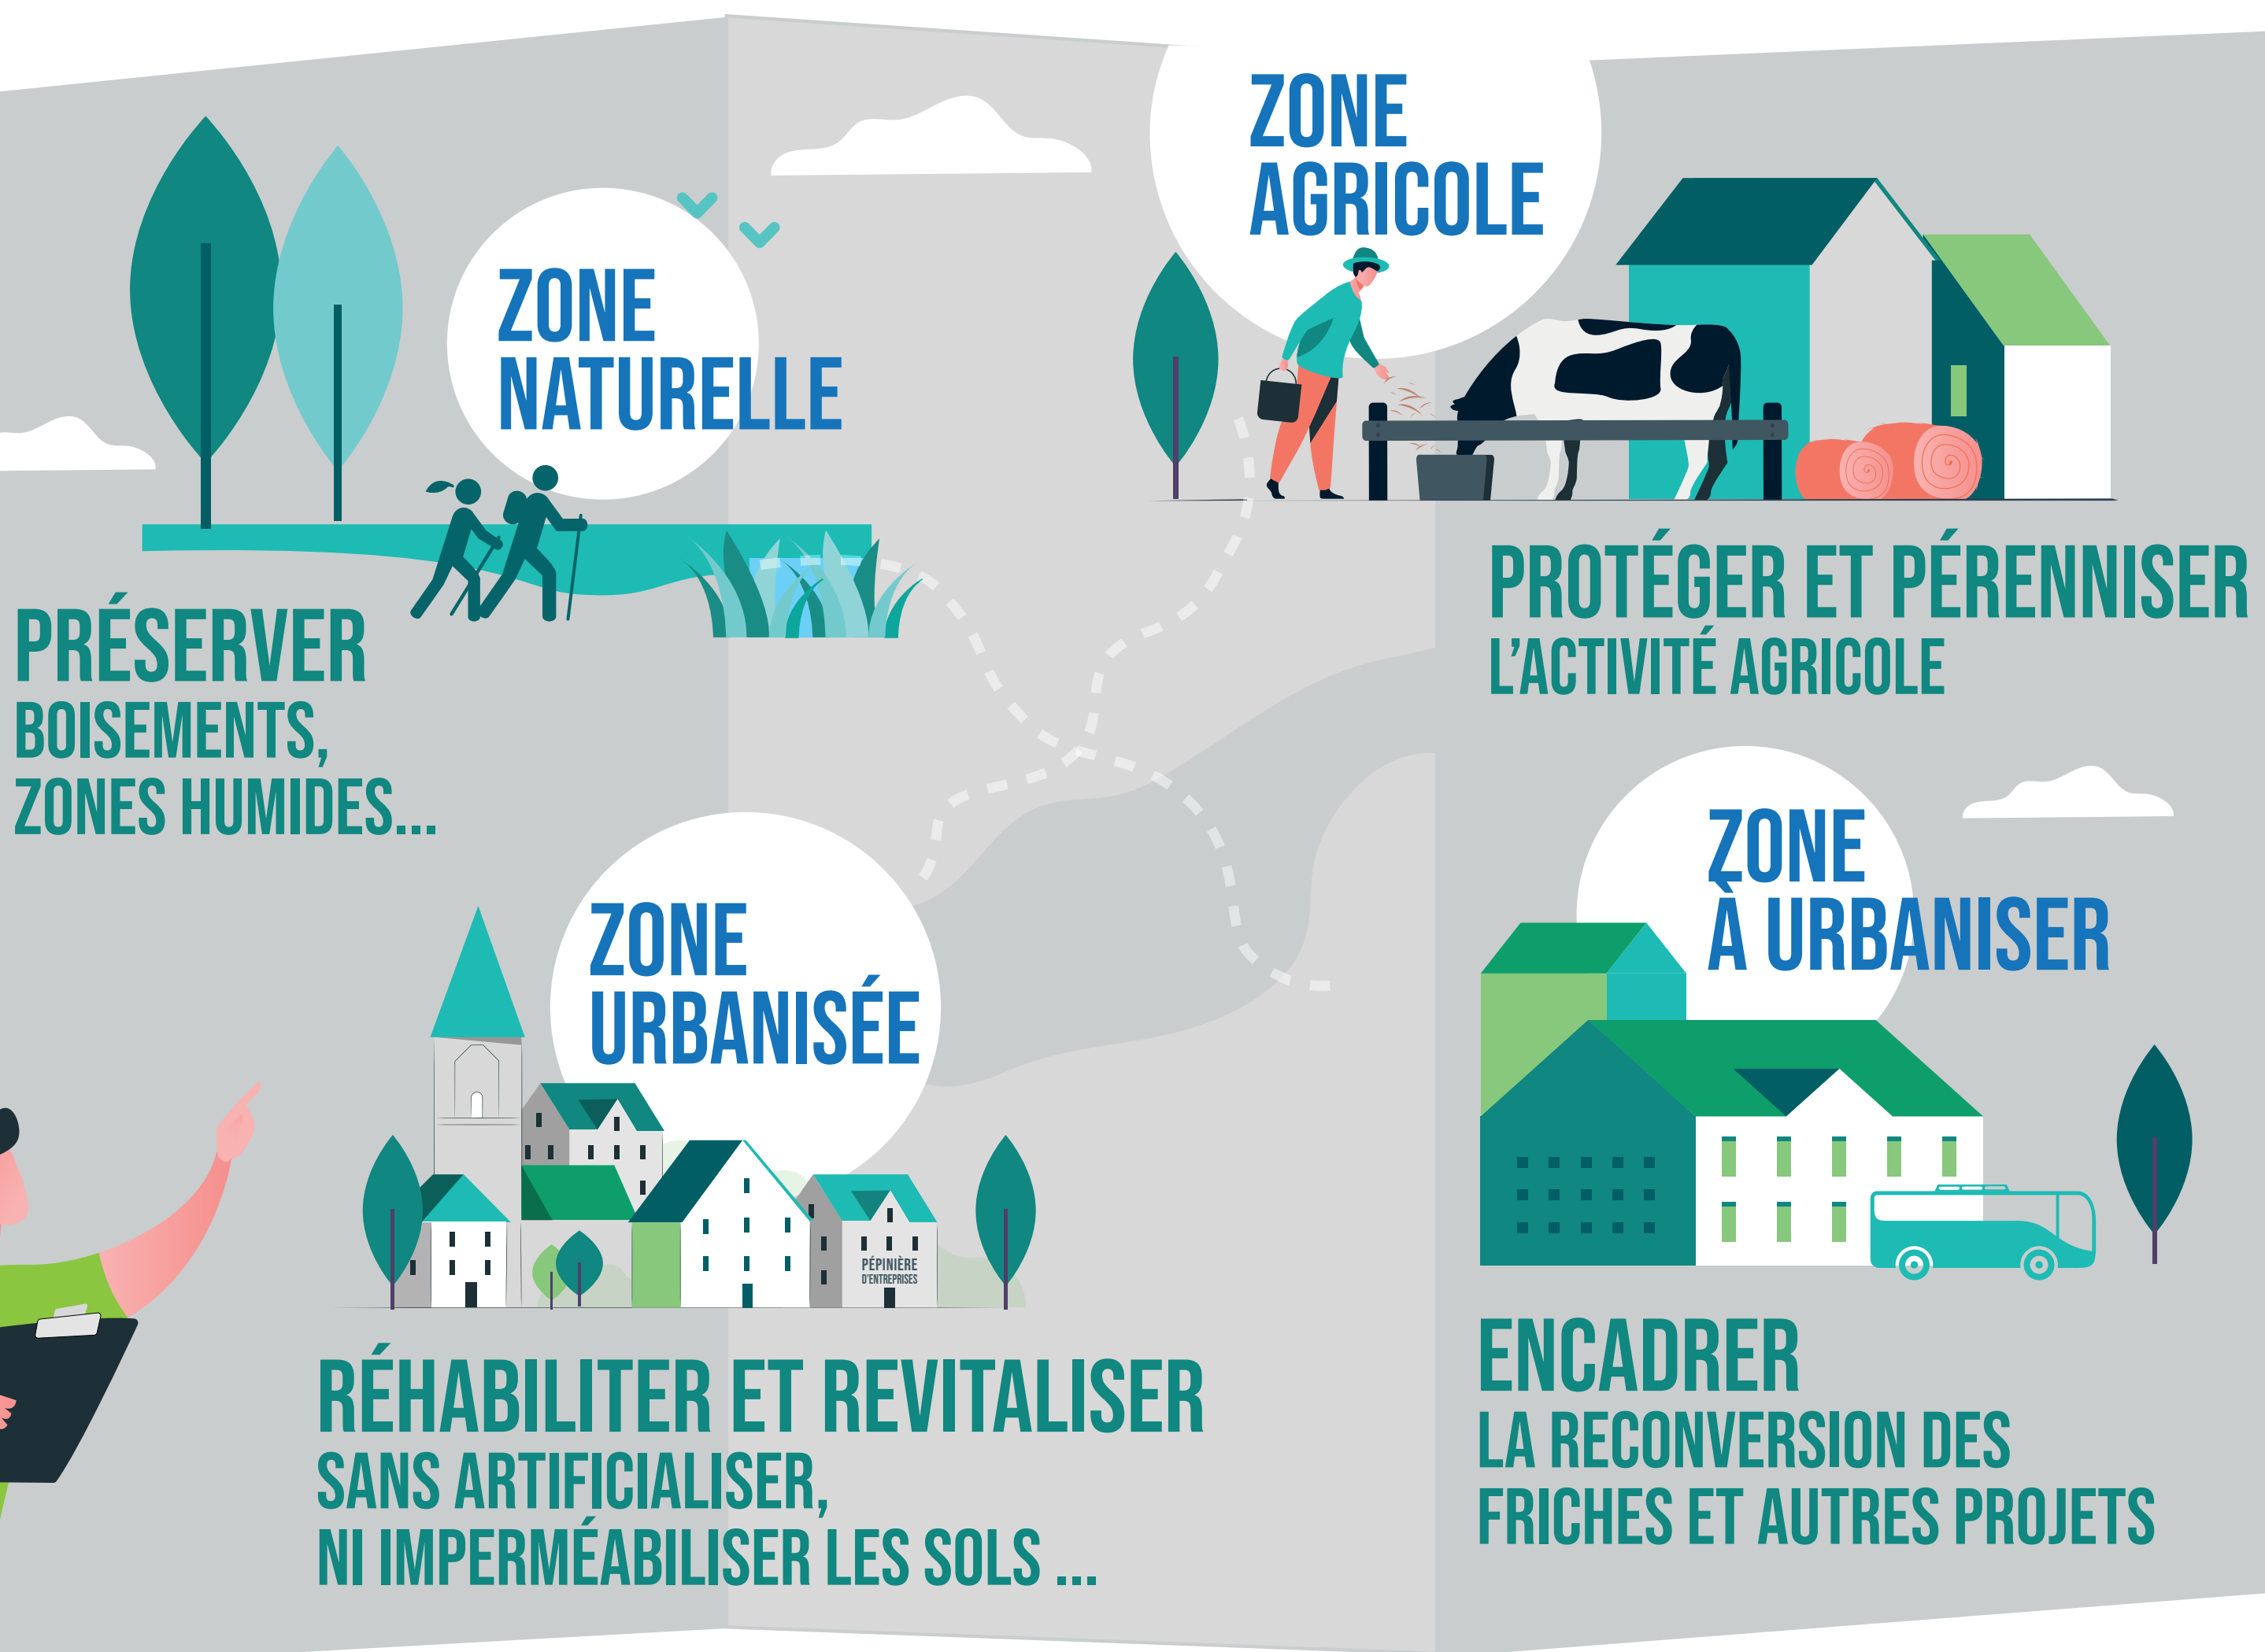 ZONE
NATURELLE
PRÉSERVER
BOISEMENTS,
ZONES HUMIDES...
ZONE
AGRICOLE
PROTÉGER ET PÉRENNISER
L'ACTIVITÉ AGRICOLE
ZONE
URBANISÉE
PÉPINIÈRE
D'ENTREPRISES
RÉHABILITER ET REVITALISER
SANS ARTIFICIALISER,
NI IMPERMÉABILISER LES SOLS ...
ZONE
À URBANISER
ENCADRER
LA RECONVERSION DES
FRICHES ET AUTRES PROJETS